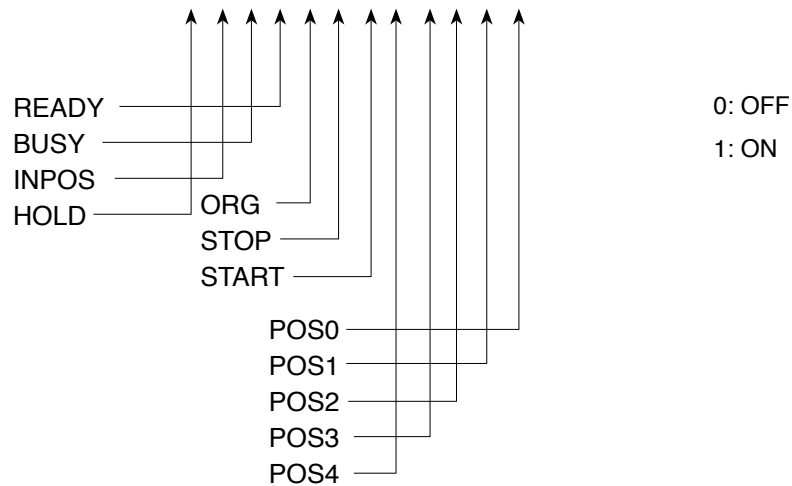 READY
BUSY
INPOS
HOLD
ORG
STOP
START
POS0
POS1
POS2
POS3
POS4
0: OFF
1: ON